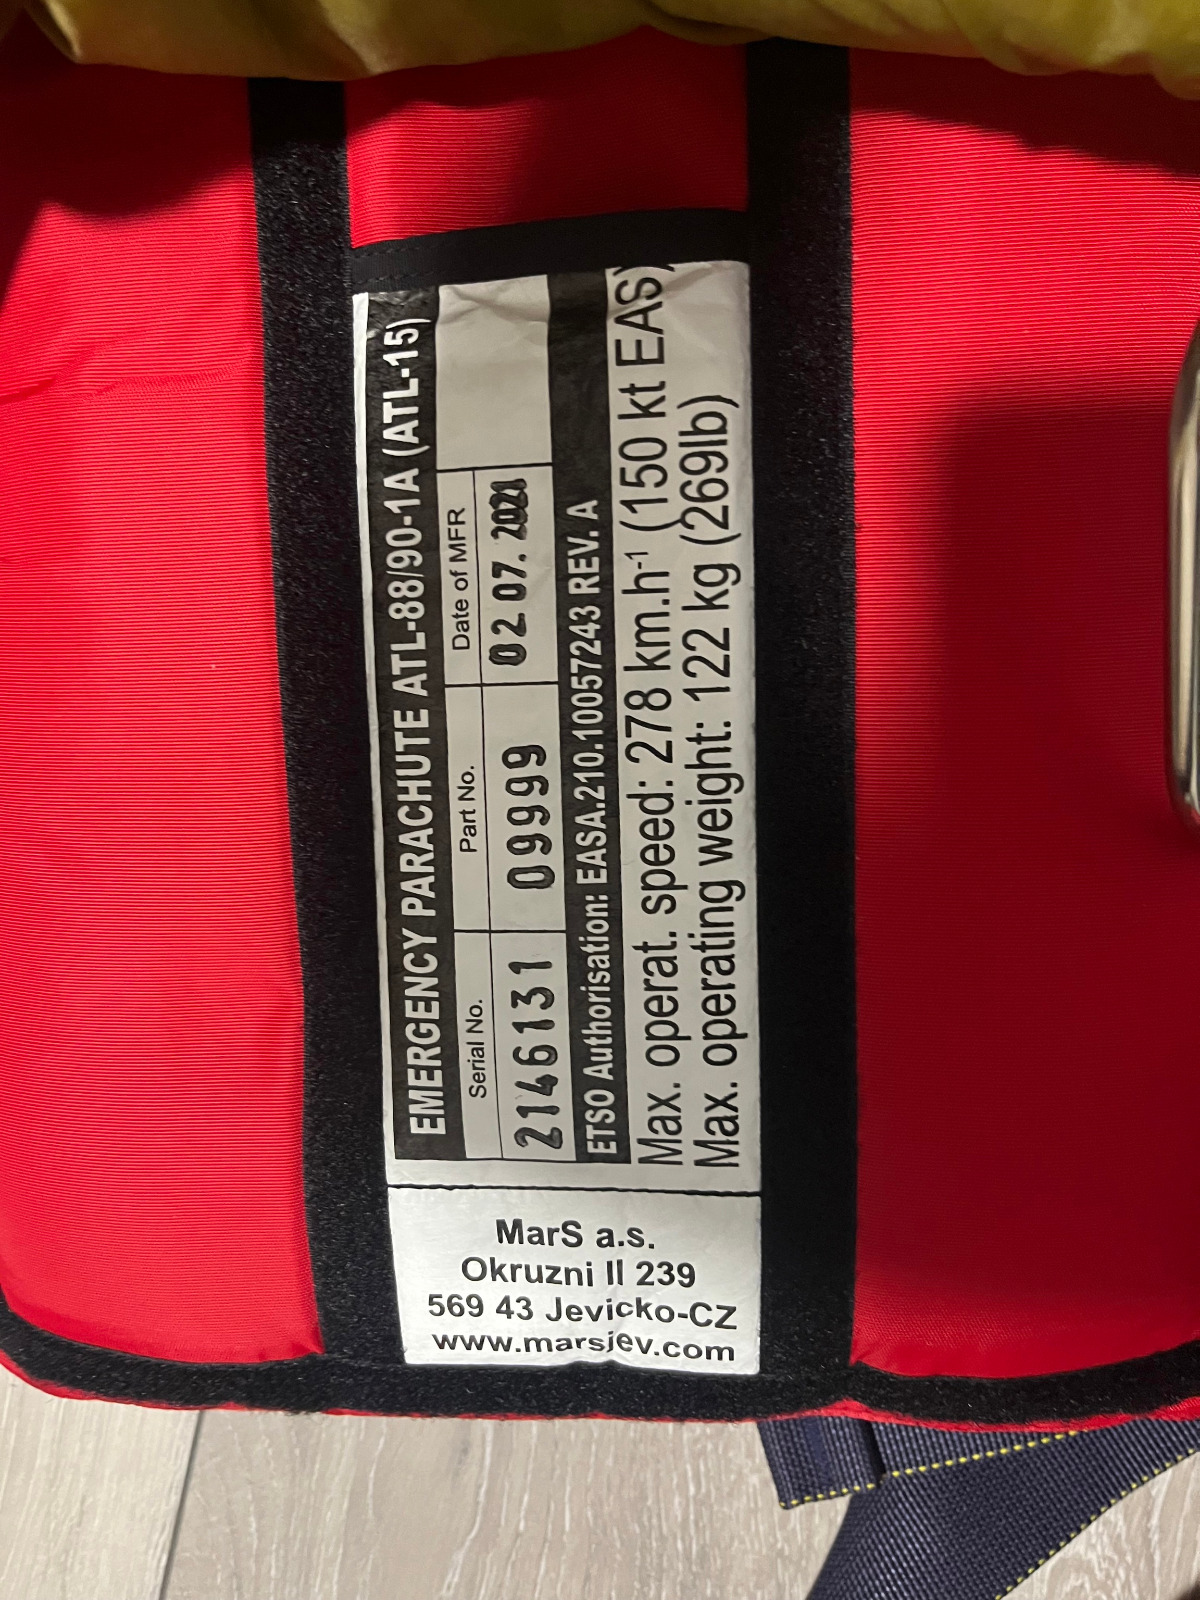 EMERGENCY PARACHUTE ATL-88/90-1A (ATL-15)
Serial No. Part No. Date of MFR
2146131 09999 02 07. 2021
ETSO Authorisation: EASA.210.10057243 REV. A
Max. operat. speed: 278 km.h-1 (150 kt EAS)
Max. operating weight: 122 kg (269lb)
MarS a.s.
Okruzni II 239
569 43 Jevicko-CZ
www.marsjev.com